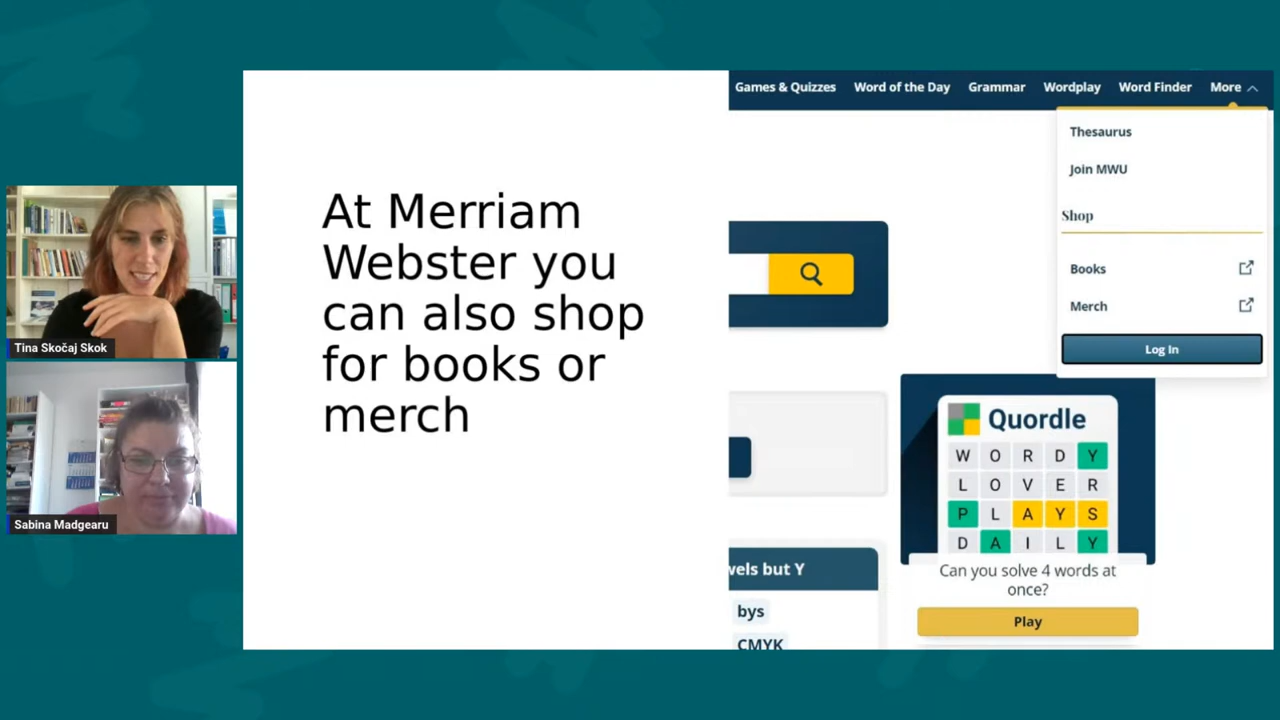 Tina Skočaj Skok
Sabina Madgearu
At Merriam
Webster you
can also shop
for books or
merch
Games & Quizzes Word of the Day Grammar Wordplay Word Finder More
Thesaurus
Join MWU
Shop
Books
Merch
Log In
Quordle
W O R D Y
L O V E R
P L A Y S
D A I L Y
Can you solve 4 words at
once?
Play
wels but Y
bys
CMYK